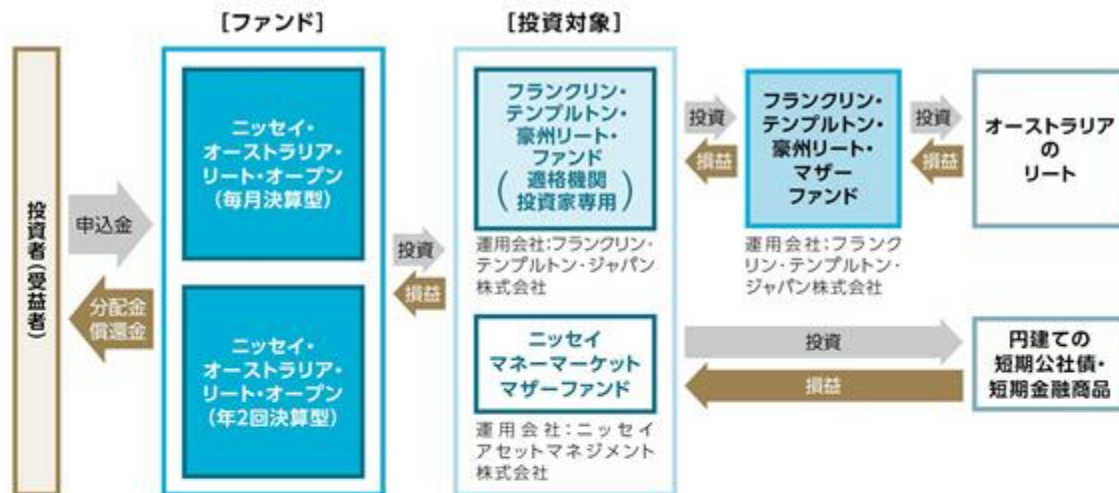 [ファンド]
[投資対象]
投資者(受益者)
申込金
分配金
償還金
ニッセイ・
オーストラリア・
リート・オープン
(毎月決算型)
ニッセイ・
オーストラリア・
リート・オープン
(年2回決算型)
投資
損益
フランクリン・
テンプルトン・
豪州リート・
ファンド
(適格機関
投資家専用)
運用会社:フランクリン・
テンプルトン・ジャパン
株式会社
ニッセイ
マネーマーケット
マザーファンド
運用会社:ニッセイ
アセットマネジメント
株式会社
投資
損益
フランクリン・
テンプルトン・
豪州リート・
マザー
ファンド
運用会社:フランク
リン・テンプルトン・
ジャパン株式会社
投資
損益
オーストラリア
の
リート
投資
損益
円建ての
短期公社債・
短期金融商品